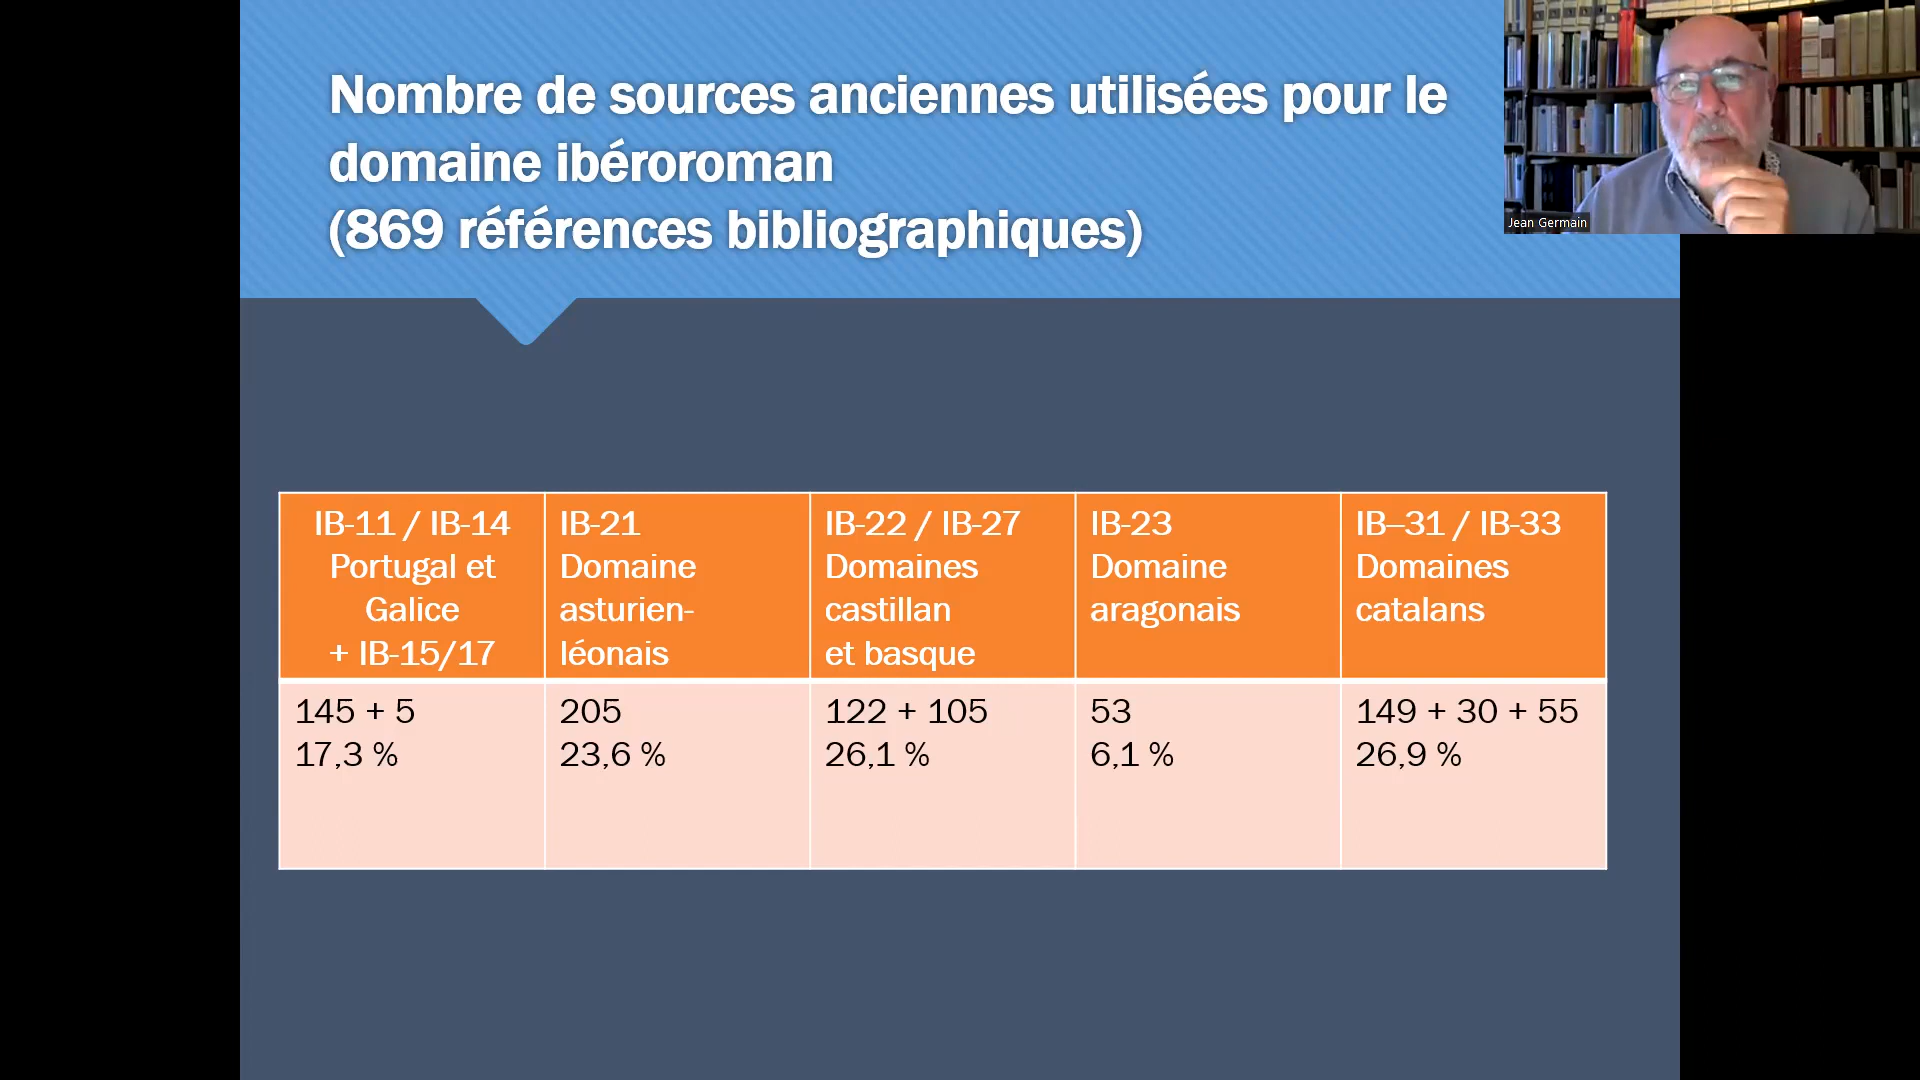 Nombre de sources anciennes utilisées pour le
domaine ibéroroman
(869 références bibliographiques)
Jean Germain
IB-11 / IB-14
Portugal et
Galice
+ IB-15/17
IB-21
Domaine
asturien-
léonais
IB-22 / IB-27
Domaines
castillan
et basque
IB-23
Domaine
aragonais
IB–31 / IB-33
Domaines
catalans
145 + 5
17,3 %
205
23,6 %
122 + 105
26,1 %
53
6,1 %
149 + 30 + 55
26,9 %